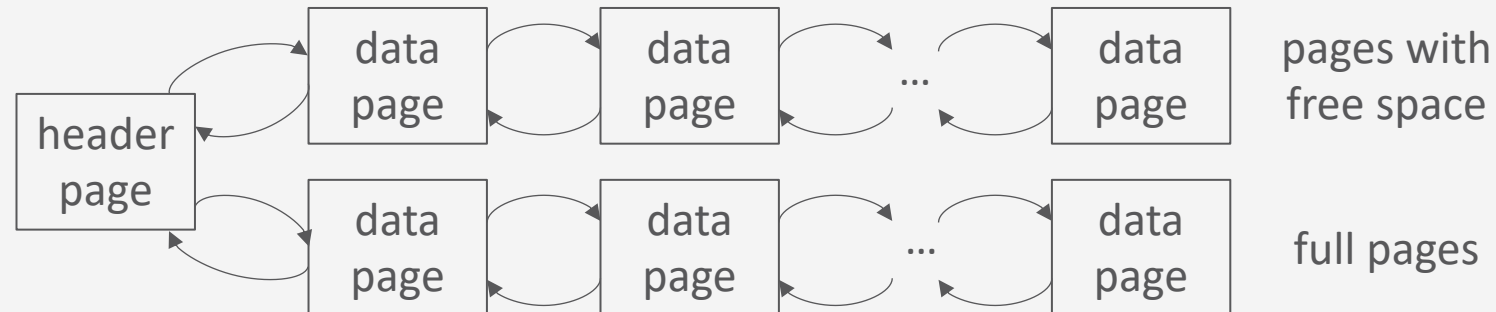 data page
data page
...
data page
pages with free space
header page
data page
data page
...
data page
full pages